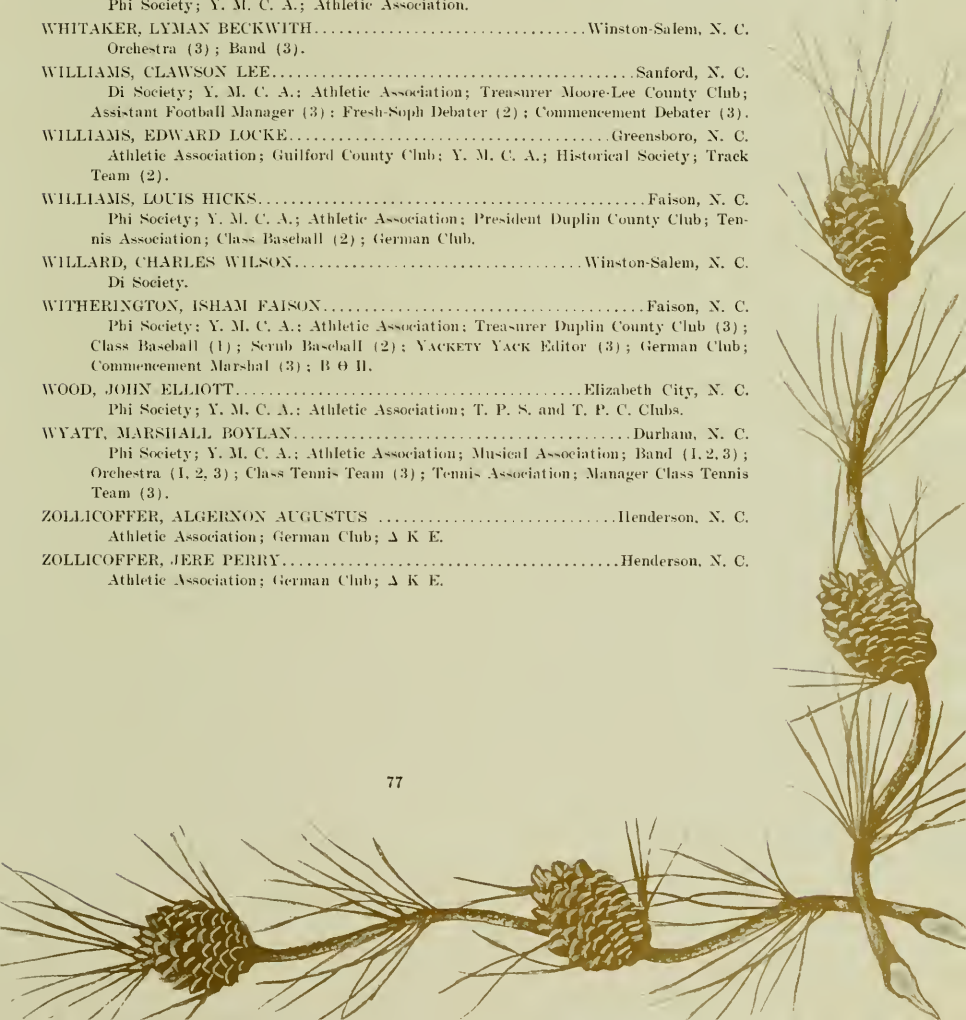 Phi Society; Y. M. C. A.; Athletic Association.
WHITAKER, LYMAN BECKWITH................................Winston-Salem, N. C.
Orchestra (3); Band (3).
WILLIAMS, CLAWSON LEE.......................................Sanford, N. C.
Di Society; Y. M. C. A.; Athletic Association; Treasurer Moore-Lee County Club;
Assistant Football Manager (3); Fresh-Soph Debater (2); Commencement Debater (3).
WILLIAMS, EDWARD LOCKE...................................Greensboro, N. C.
Athletic Association; Guilford County Club; Y. M. C. A.; Historical Society; Track
Team (2).
WILLIAMS, LOUIS HICKS..........................................Faison, N. C.
Phi Society; Y. M. C. A.; Athletic Association; President Duplin County Club; Ten-
nis Association; Class Baseball (2); German Club.
WILLARD, CHARLES WILSON...............................Winston-Salem, N. C.
Di Society.
WITHERINGTON, ISHAM FAISON...................................Faison, N. C.
Phi Society; Y. M. C. A.; Athletic Association; Treasurer Duplin County Club (3);
Class Baseball (1); Scrub Baseball (2); YACKETY YACK Editor (3); German Club;
Commencement Marshal (3); Β Θ Π.
WOOD, JOHN ELLIOTT......................................Elizabeth City, N. C.
Phi Society; Y. M. C. A.; Athletic Association; T. P. S. and T. P. C. Clubs.
WYATT, MARSHALL BOYLAN....................................Durham, N. C.
Phi Society; Y. M. C. A.; Athletic Association; Musical Association; Band (1, 2, 3);
Orchestra (1, 2, 3); Class Tennis Team (3); Tennis Association; Manager Class Tennis
Team (3).
ZOLLICOFFER, ALGERNON AUGUSTUS ..........................Henderson, N. C.
Athletic Association; German Club; Δ Κ Ε.
ZOLLICOFFER, JERE PERRY.....................................Henderson, N. C.
Athletic Association; German Club; Δ Κ Ε.
77